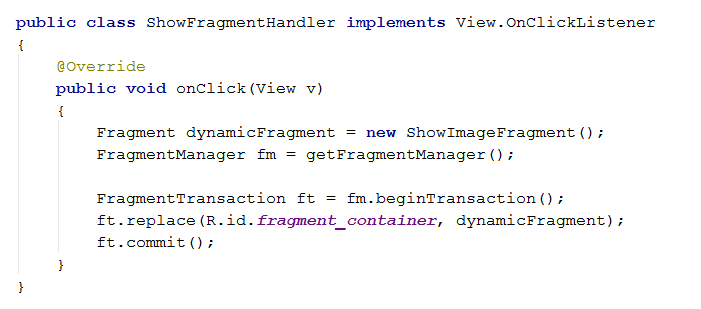 public class ShowFragmentHandler implements View.OnClickListener
{
@Override
public void onClick(View v)
{
Fragment dynamicFragment = new ShowImageFragment();
FragmentManager fm = getFragmentManager();
FragmentTransaction ft = fm.beginTransaction();
ft.replace(R.id.fragment_container, dynamicFragment);
ft.commit();
}
}